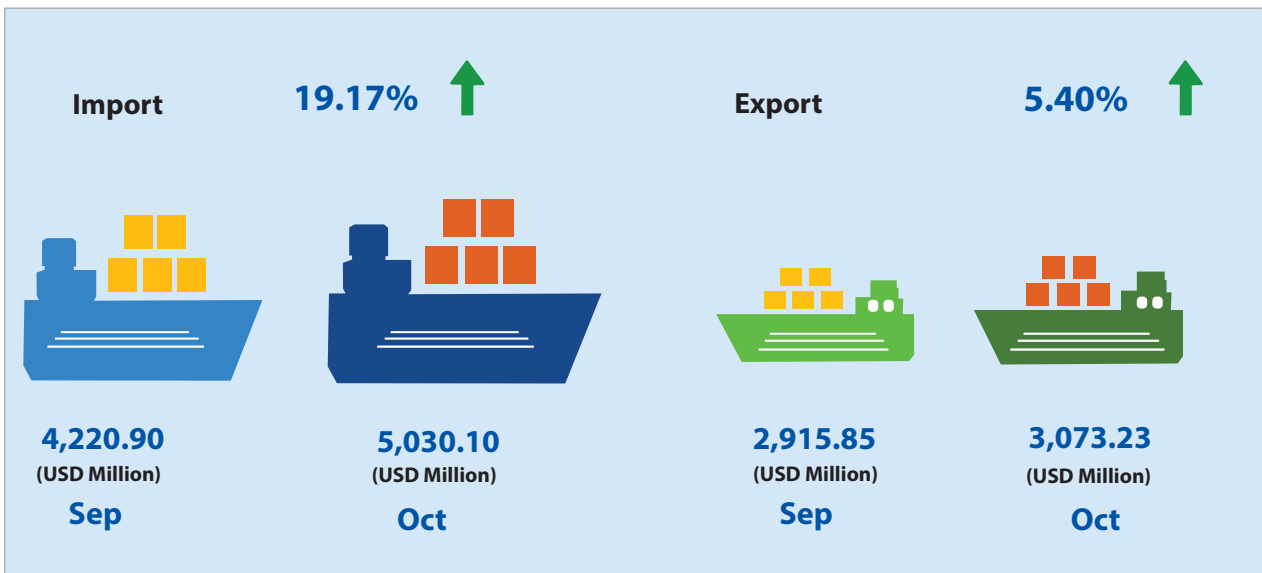 Import 19.17%
Export 5.40%
4,220.90
(USD Million)
Sep
5,030.10
(USD Million)
Oct
2,915.85
(USD Million)
Sep
3,073.23
(USD Million)
Oct